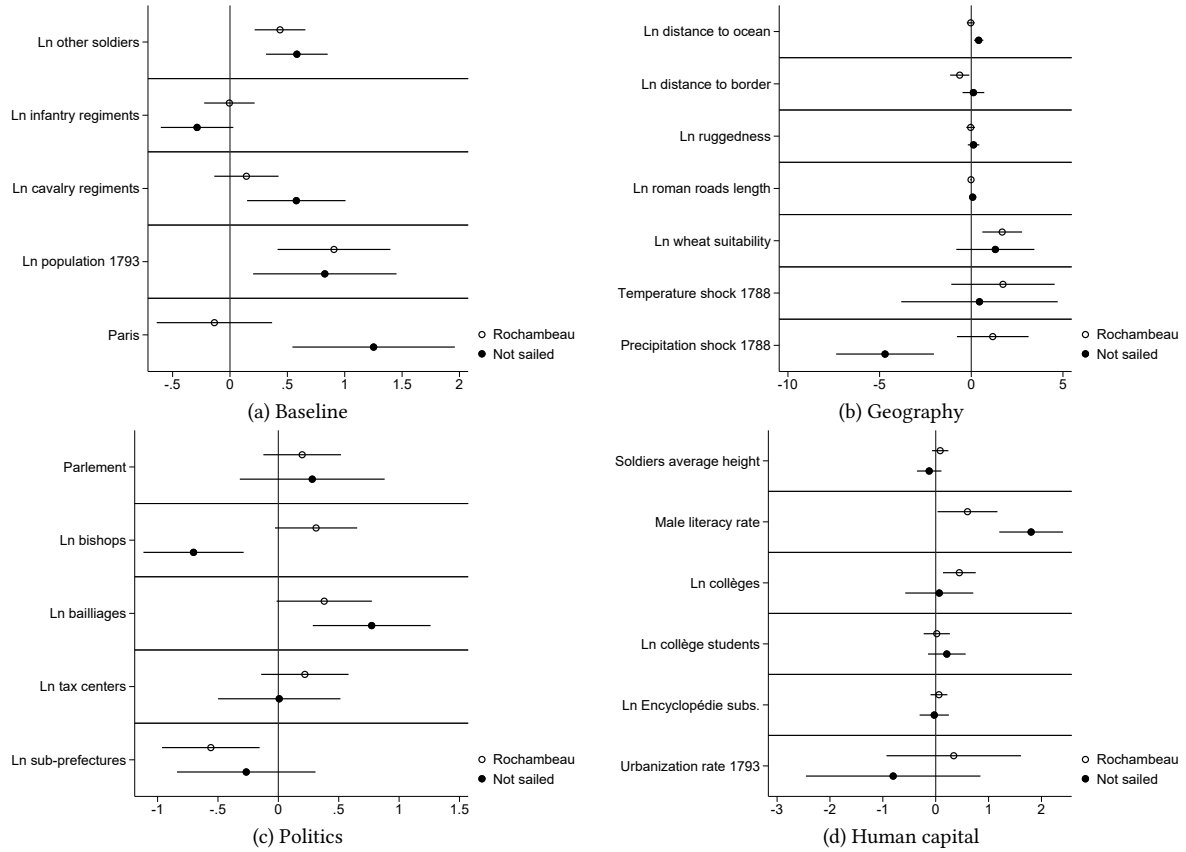 Ln other soldiers
Ln infantry regiments
Ln cavalry regiments
Ln population 1793
Paris
Rochambeau
Not sailed
-.5 0 .5 1 1.5 2
(a) Baseline
Ln distance to ocean
Ln distance to border
Ln ruggedness
Ln roman roads length
Ln wheat suitability
Temperature shock 1788
Precipitation shock 1788
Rochambeau
Not sailed
-10 -5 0 5
(b) Geography
Parlement
Ln bishops
Ln bailliages
Ln tax centers
Ln sub-prefectures
Rochambeau
Not sailed
-1 -.5 0 .5 1 1.5
(c) Politics
Soldiers average height
Male literacy rate
Ln collèges
Ln collège students
Ln Encyclopédie subs.
Urbanization rate 1793
Rochambeau
Not sailed
-3 -2 -1 0 1 2
(d) Human capital